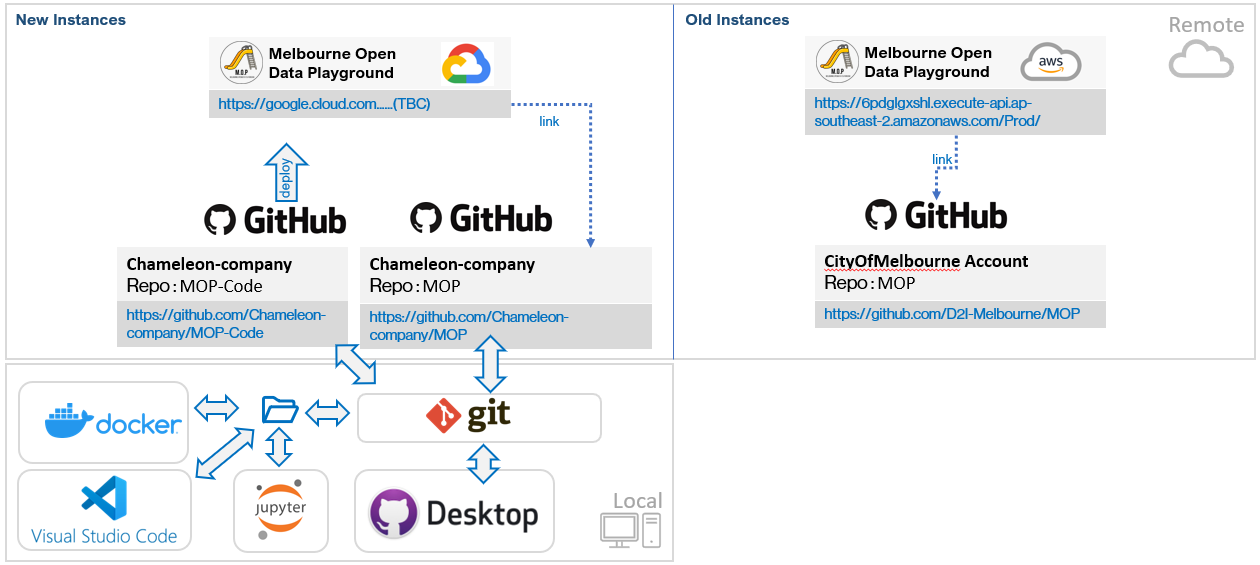 New Instances
Melbourne Open
Data Playground
M.O.P
https://google.cloud.com......(TBC)
link
deploy
GitHub
GitHub
Chameleon-company
Repo : MOP-Code
https://github.com/Chameleon-
company/MOP-Code
Chameleon-company
Repo : MOP
https://github.com/Chameleon-
company/MOP
Old Instances
Remote
Melbourne Open
Data Playground
M.O.P
aws
https://6pdglgxshl.execute-api.ap-
southeast-2.amazonaws.com/Prod/
link
GitHub
CityOfMelbourne Account
Repo : MOP
https://github.com/D2I-Melbourne/MOP
docker
git
Visual Studio Code
jupyter
Desktop
Local